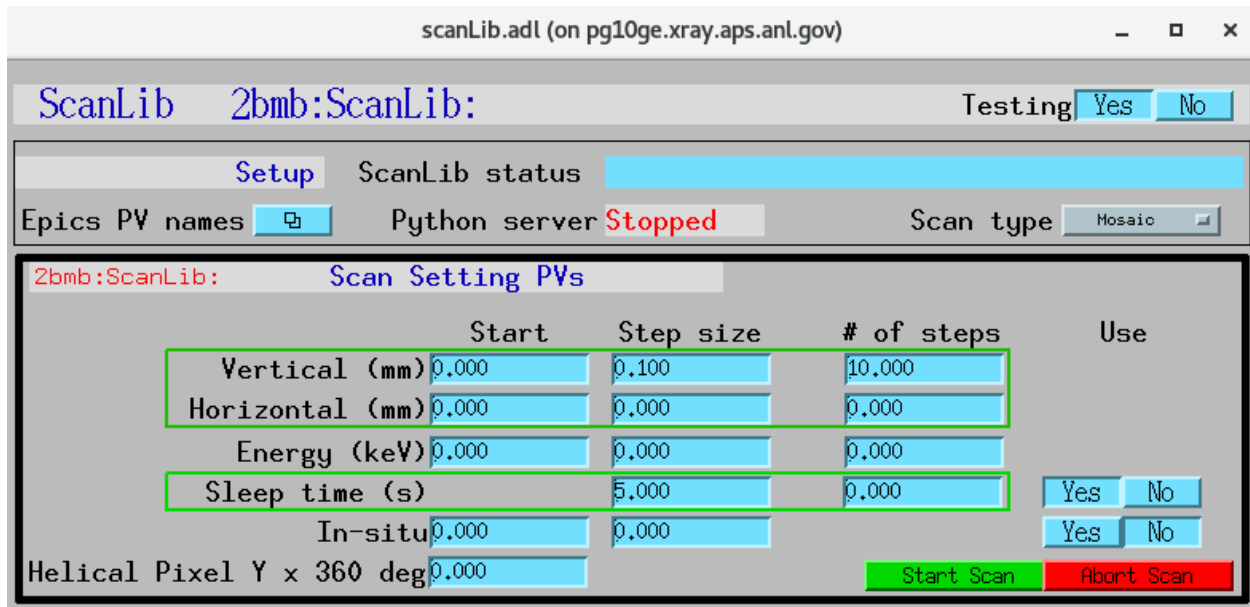 scanLib.adl (on pg10ge.xray.aps.anl.gov)
ScanLib 2bmb:ScanLib: Testing Yes No
Setup ScanLib status
Epics PV names Python server Stopped Scan type Mosaic
2bmb:ScanLib: Scan Setting PVs
Start Step size # of steps Use
Vertical (mm) 0.000 0.100 10.000
Horizontal (mm) 0.000 0.000 0.000
Energy (keV) 0.000 0.000 0.000
Sleep time (s) 5.000 0.000 Yes No
In-situ 0.000 0.000 Yes No
Helical Pixel Y x 360 deg 0.000 Start Scan Abort Scan